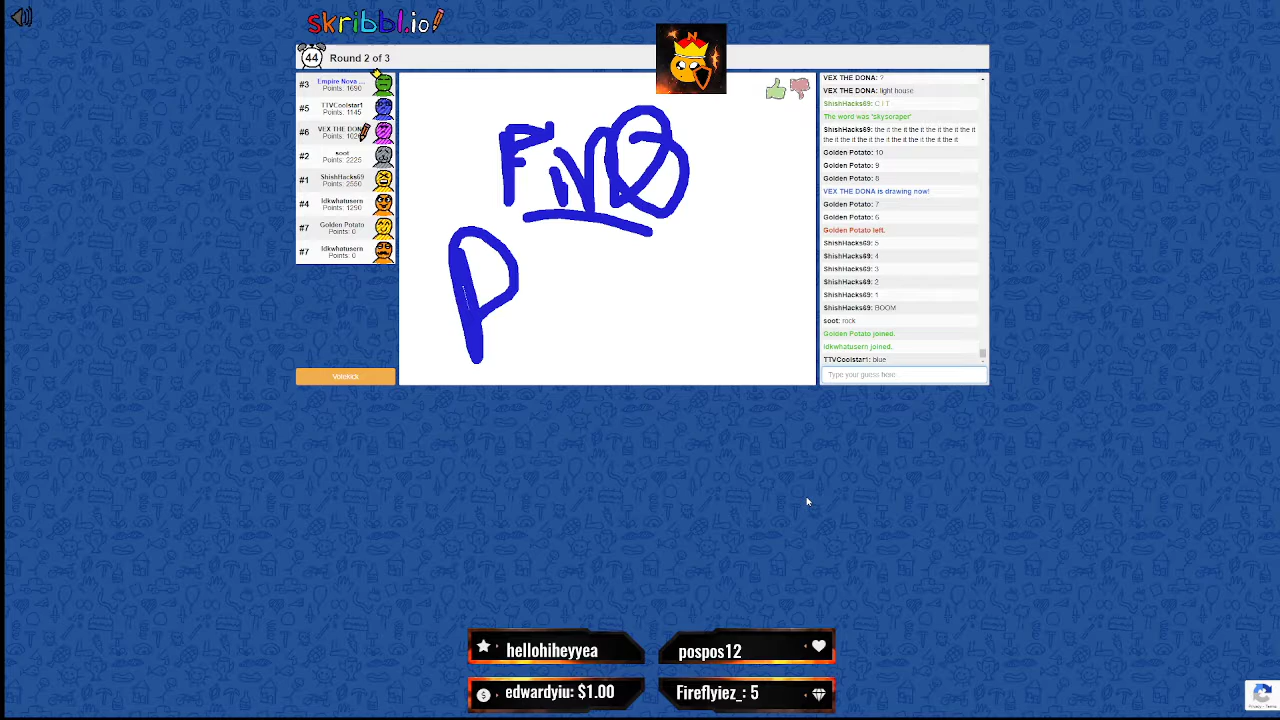 skribbl.io!
44
Round 2 of 3
N
#3 Empire Nova ...
Points: 1690
#5 TTVCoolstar1
Points: 1145
#6 VEX THE DON
#2 soot
Points: 2225
#1 ShishHacks69
Points: 2550
#4 Idkwhatusern
Points: 1290
#7 Golden Potato
Points: 0
#7 Idkwhatusern
Points: 0
Votekick
P
VEX THE DONA: ?
VEX THE DONA: light house
ShishHacks69: C I T
The word was 'skyscraper'
ShishHacks69: the it the it the it the it the it the it
the it the it the it the it the it the it the it
Golden Potato: 10
Golden Potato: 9
Golden Potato: 8
VEX THE DONA is drawing now!
Golden Potato: 7
Golden Potato: 6
Golden Potato left.
ShishHacks69: 5
ShishHacks69: 4
ShishHacks69: 3
ShishHacks69: 2
ShishHacks69: 1
ShishHacks69: BOOM
soot: rock
Golden Potato joined.
Idkwhatusern joined.
TTVCoolstar1: blue
Type your guess here...
hellohiheyyea
pospos12
edwardyiu: $1.00
Fireflyiez_: 5
Privacy - Terms